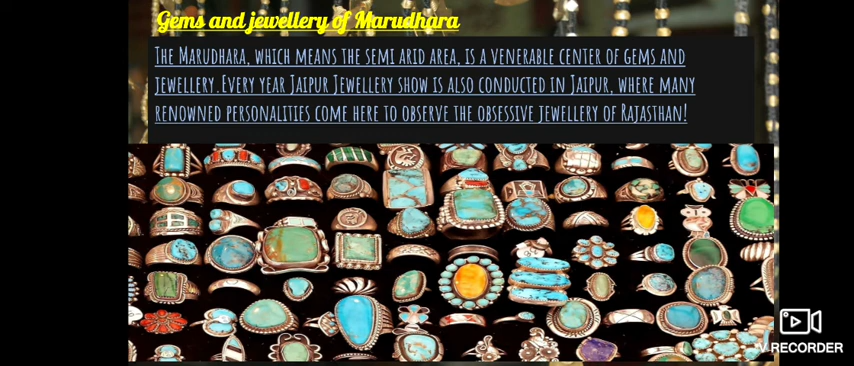 Gems and jewellery of Marudhara
The Marudhara, which means the semi arid area, is a venerable center of gems and
jewellery.Every year Jaipur Jewellery show is also conducted in Jaipur, where many
renowned personalities come here to observe the obsessive jewellery of Rajasthan!
V RECORDER